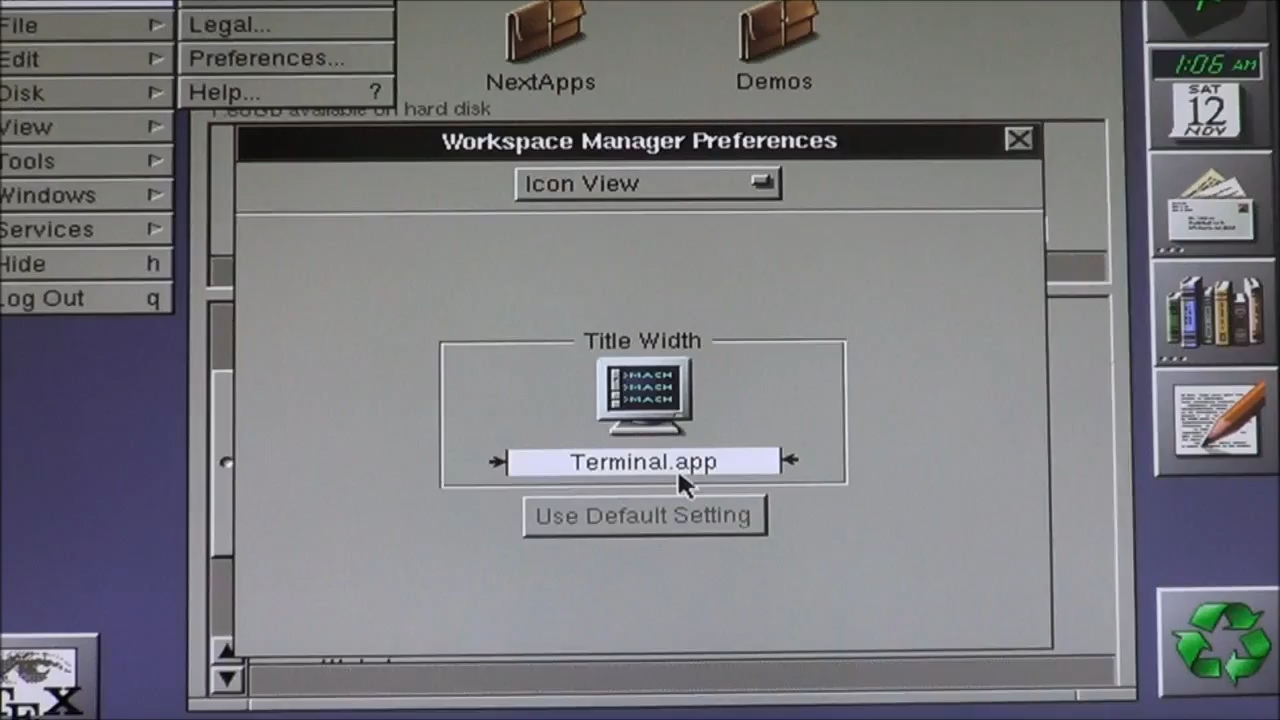 File
Edit
Disk
View
Tools
Windows
Services
Hide h
Log Out q
Legal...
Preferences...
Help... ?
NextApps
Demos
available on hard disk
Workspace Manager Preferences
Icon View
Title Width
MACH
MACH
MACH
Terminal.app
Use Default Setting
1:06 AM
SAT
12
NOV